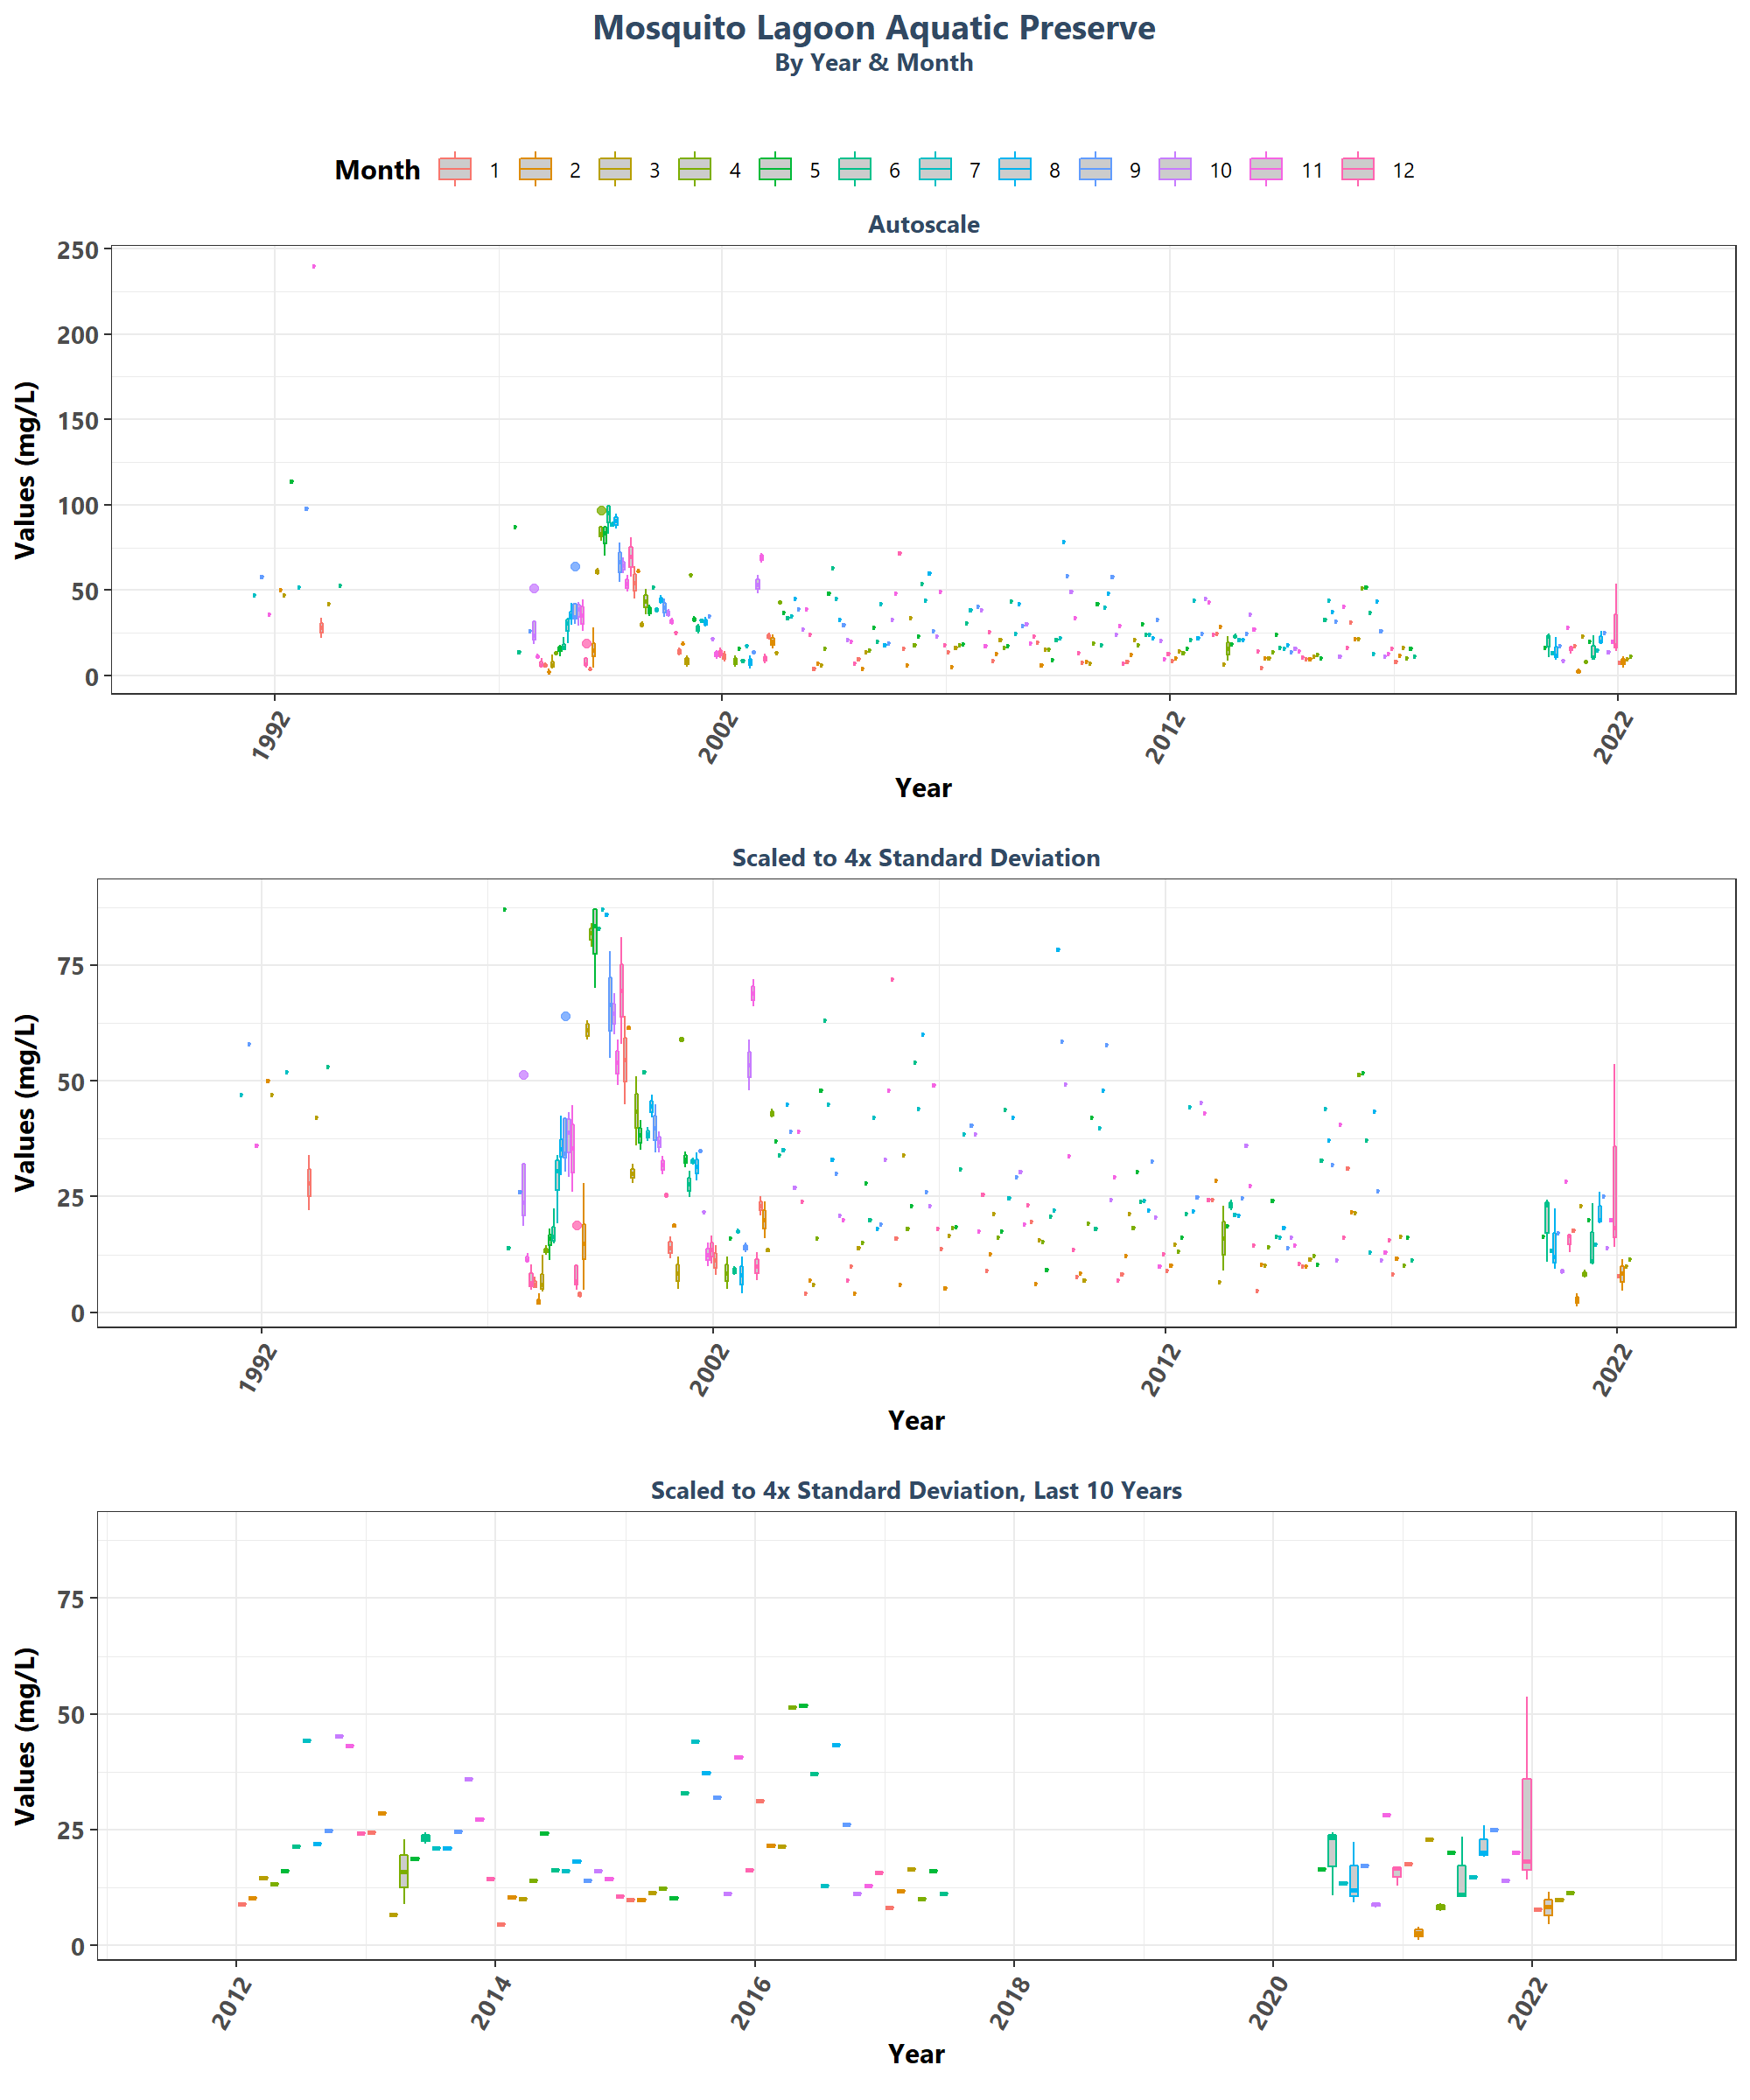 Mosquito Lagoon Aquatic Preserve
By Year & Month
Month 1 2 3 4 5 6 7 8 9 10 11 12
Autoscale
250
200
150
100
50
0
Values (mg/L)
1992 2002 2012 2022
Year
Scaled to 4x Standard Deviation
75
50
25
0
Values (mg/L)
1992 2002 2012 2022
Year
Scaled to 4x Standard Deviation, Last 10 Years
75
50
25
0
Values (mg/L)
2012 2014 2016 2018 2020 2022
Year